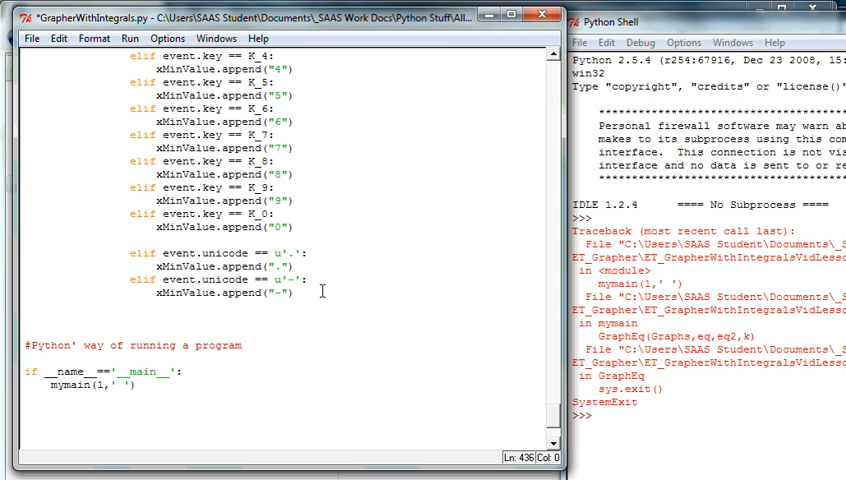 *GrapherWithIntegrals.py - C:\Users\SAAS Student\Documents\_SAAS Work Docs\Python Stuff\All...
File Edit Format Run Options Windows Help
elif event.key == K_4:
xMinValue.append("4")
elif event.key == K_5:
xMinValue.append("5")
elif event.key == K_6:
xMinValue.append("6")
elif event.key == K_7:
xMinValue.append("7")
elif event.key == K_8:
xMinValue.append("8")
elif event.key == K_9:
xMinValue.append("9")
elif event.key == K_0:
xMinValue.append("0")
elif event.unicode == u'.':
xMinValue.append(".")
elif event.unicode == u'-':
xMinValue.append("-")
#Python' way of running a program
if __name__=='__main__':
mymain(1,' ')
Ln: 436 Col: 0
Python Shell
File Edit Debug Options Windows Help
Python 2.5.4 (r254:67916, Dec 23 2008, 15:
win32
Type "copyright", "credits" or "license()"
****************************************
Personal firewall software may warn ab
makes to its subprocess using this com
interface. This connection is not vis
interface and no data is sent to or re
****************************************
IDLE 1.2.4 ==== No Subprocess ====
>>>
Traceback (most recent call last):
File "C:\Users\SAAS Student\Documents\_S
ET_Grapher\ET_GrapherWithIntegralsVidLesso
in <module>
mymain(1,' ')
File "C:\Users\SAAS Student\Documents\_S
ET_Grapher\ET_GrapherWithIntegralsVidLesso
in mymain
GraphEq(Graphs,eq,eq2,k)
File "C:\Users\SAAS Student\Documents\_S
ET_Grapher\ET_GrapherWithIntegralsVidLesso
in GraphEq
sys.exit()
SystemExit
>>>